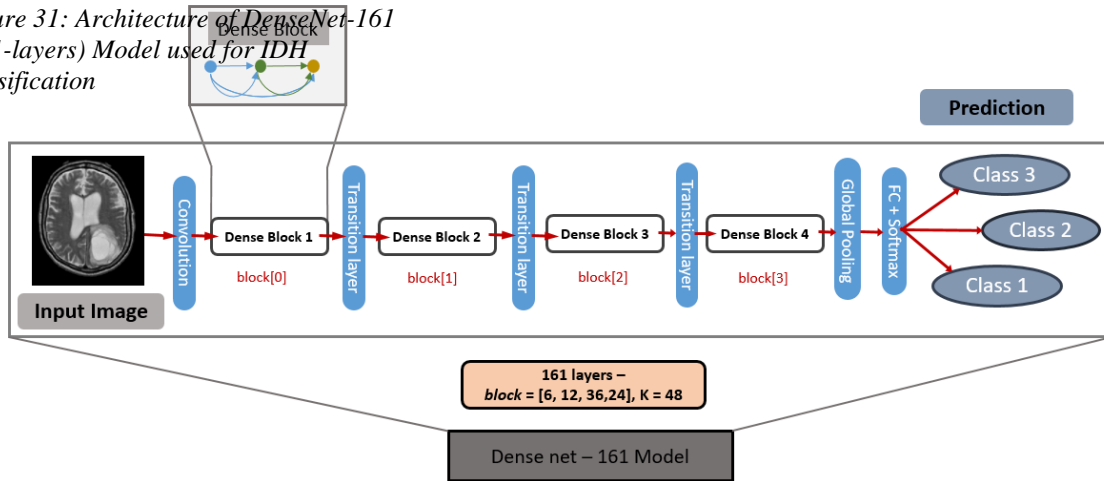 ure 31: Architecture of DenseNet-161
-layers) Model used for IDH
sification
Dense Block
Prediction
Input Image
Convolution
Dense Block 1
block[0]
Transition layer
Dense Block 2
block[1]
Transition layer
Dense Block 3
block[2]
Transition layer
Dense Block 4
block[3]
Global Pooling
FC + Softmax
Class 3
Class 2
Class 1
161 layers –
block = [6, 12, 36,24], K = 48
Dense net – 161 Model